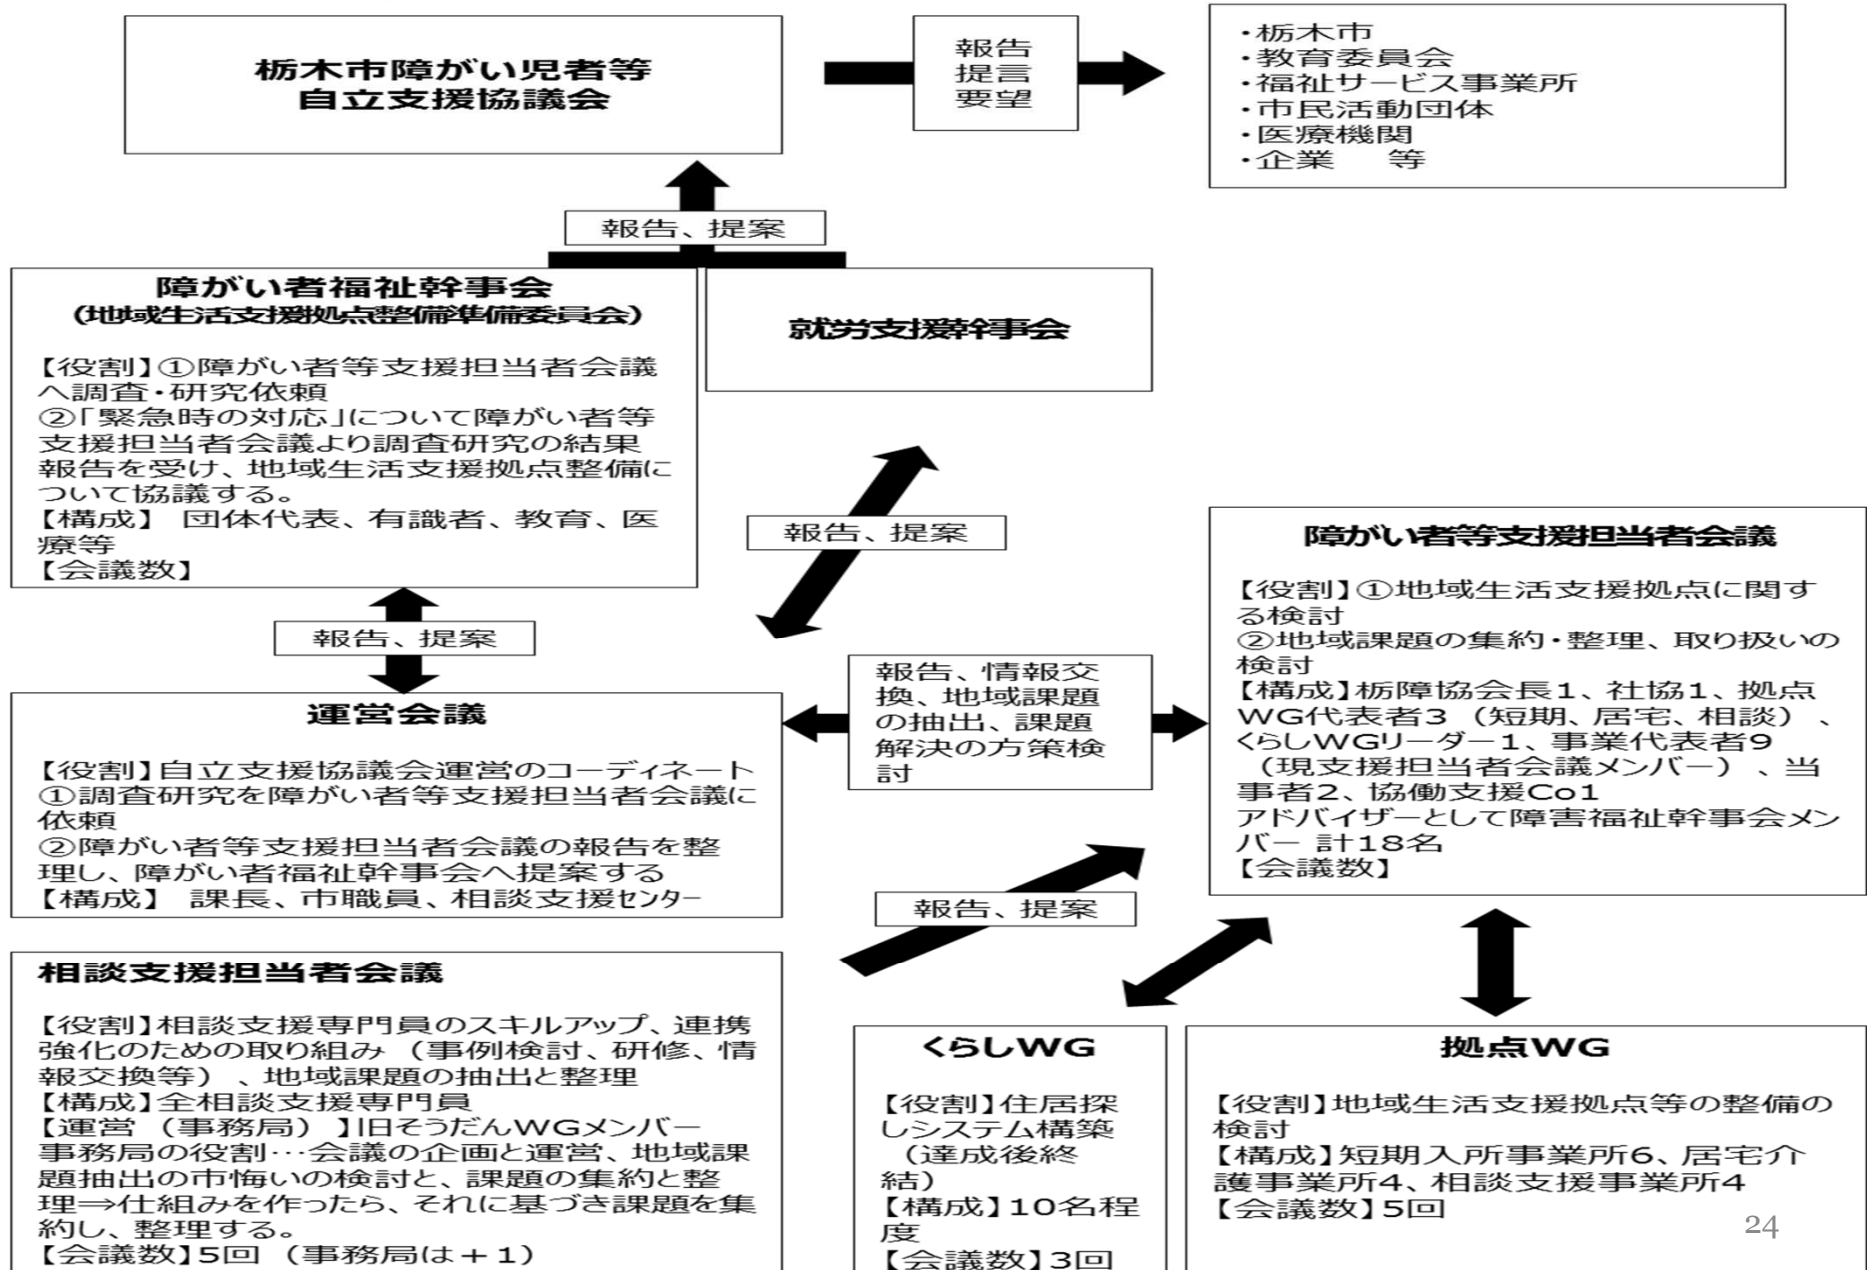 栃木市障がい児者等
自立支援協議会
報告
提言
要望
・栃木市
・教育委員会
・福祉サービス事業所
・市民活動団体
・医療機関
・企業　　等
報告、提案
障がい者福祉幹事会
（地域生活支援拠点整備準備委員会）
【役割】①障がい者等支援担当者会議
へ調査・研究依頼
②「緊急時の対応」について障がい者等
支援担当者会議より調査研究の結果
報告を受け、地域生活支援拠点整備に
ついて協議する。
【構成】　団体代表、有識者、教育、医
療等
【会議数】
就労支援幹事会
報告、提案
報告、提案
運営会議
【役割】自立支援協議会運営のコーディネート
①調査研究を障がい者等支援担当者会議に
依頼
②障がい者等支援担当者会議の報告を整
理し、障がい者福祉幹事会へ提案する
【構成】　課長、市職員、相談支援センター
報告、情報交
換、地域課題
の抽出、課題
解決の方策検
討
障がい者等支援担当者会議
【役割】①地域生活支援拠点に関す
る検討
②地域課題の集約・整理、取り扱いの
検討
【構成】栃障協会長1、社協1、拠点
WG代表者3（短期、居宅、相談）、
くらしWGリーダー1、事業代表者9
（現支援担当者会議メンバー）、当
事者2、協働支援Co1
アドバイザーとして障害福祉幹事会メン
バー 計18名
【会議数】
報告、提案
相談支援担当者会議
【役割】相談支援専門員のスキルアップ、連携
強化のための取り組み（事例検討、研修、情
報交換等）、地域課題の抽出と整理
【構成】全相談支援専門員
【運営（事務局）】旧そうだんWGメンバー
事務局の役割…会議の企画と運営、地域課
題抽出の市悔いの検討と、課題の集約と整
理⇒仕組みを作ったら、それに基づき課題を集
約し、整理する。
【会議数】5回（事務局は＋1）
くらしWG
【役割】住居探
しシステム構築
（達成後終
結）
【構成】10名程
度
【会議数】3回
拠点WG
【役割】地域生活支援拠点等の整備の
検討
【構成】短期入所事業所6、居宅介
護事業所4、相談支援事業所4
【会議数】5回
24